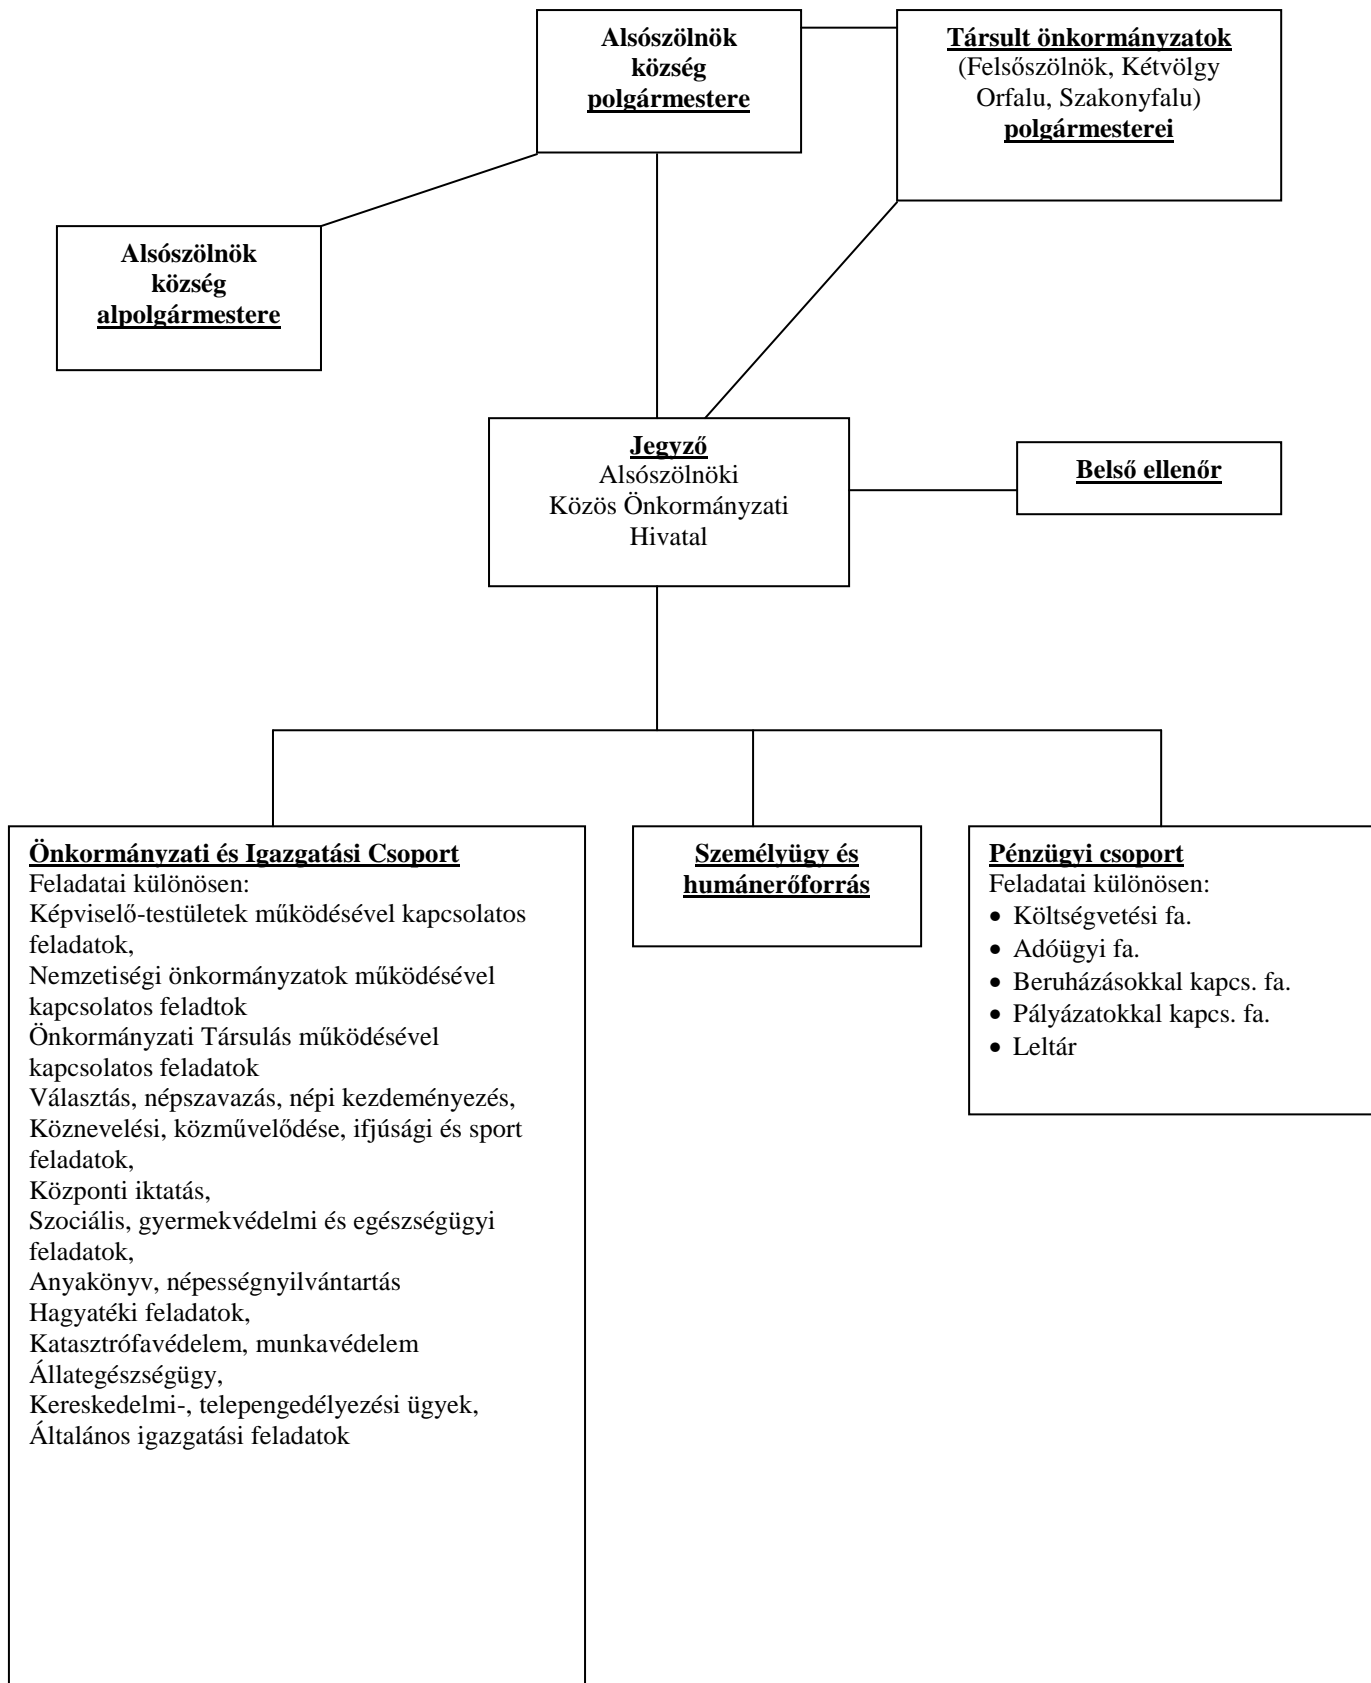 Alsószölnök
község
polgármestere
Társult önkormányzatok
(Felsőszölnök, Kétvölgy
Orfalu, Szakonyfalu)
polgármesterei
Alsószölnök
község
alpolgármestere
Jegyző
Alsószölnöki
Közös Önkormányzati
Hivatal
Belső ellenőr
Önkormányzati és Igazgatási Csoport
Feladatai különösen:
Képviselő-testületek működésével kapcsolatos
feladatok,
Nemzetiségi önkormányzatok működésével
kapcsolatos feladtok
Önkormányzati Társulás működésével
kapcsolatos feladatok
Választás, népszavazás, népi kezdeményezés,
Köznevelési, közművelődése, ifjúsági és sport
feladatok,
Központi iktatás,
Szociális, gyermekvédelmi és egészségügyi
feladatok,
Anyakönyv, népességnyilvántartás
Hagyatéki feladatok,
Katasztrófavédelem, munkavédelem
Állategészségügy,
Kereskedelmi-, telepengedélyezési ügyek,
Általános igazgatási feladatok
Személyügy és
humánerőforrás
Pénzügyi csoport
Feladatai különösen:
• Költségvetési fa.
• Adóügyi fa.
• Beruházásokkal kapcs. fa.
• Pályázatokkal kapcs. fa.
• Leltár